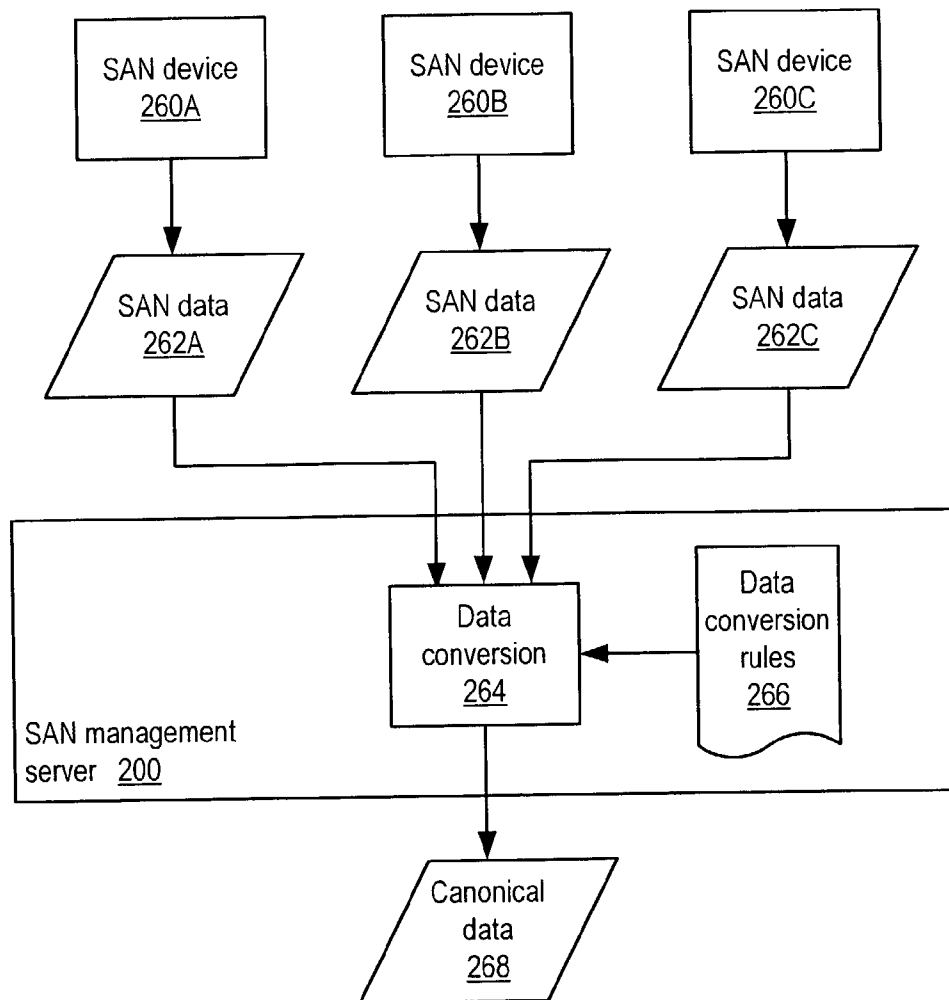 SAN device
260A
SAN device
260B
SAN device
260C
SAN data
262A
SAN data
262B
SAN data
262C
Data
conversion
264
Data
conversion
rules
266
SAN management
server 200
Canonical
data
268